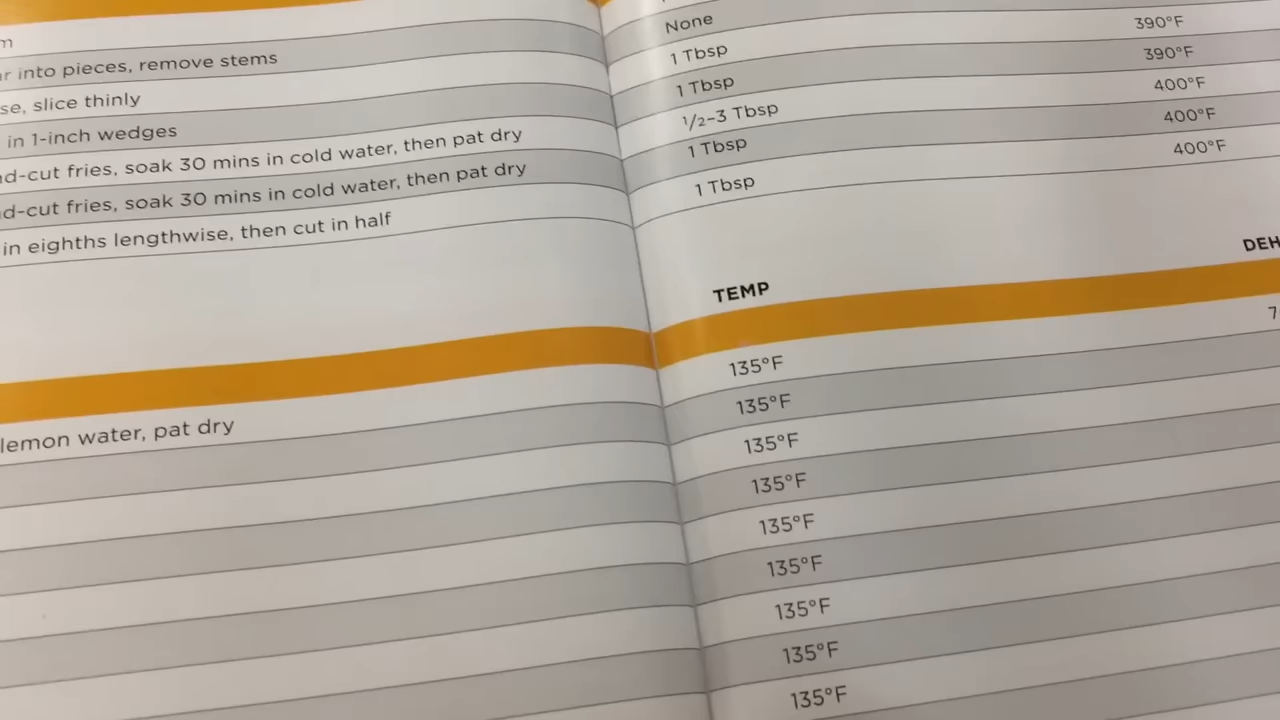 m
r into pieces, remove stems
se, slice thinly
in 1-inch wedges
d-cut fries, soak 30 mins in cold water, then pat dry
d-cut fries, soak 30 mins in cold water, then pat dry
in eighths lengthwise, then cut in half
lemon water, pat dry
None
1 Tbsp 390°F
1 Tbsp 390°F
1/2–3 Tbsp 400°F
1 Tbsp 400°F
1 Tbsp 400°F
TEMP DEH
135°F 7
135°F
135°F
135°F
135°F
135°F
135°F
135°F
135°F